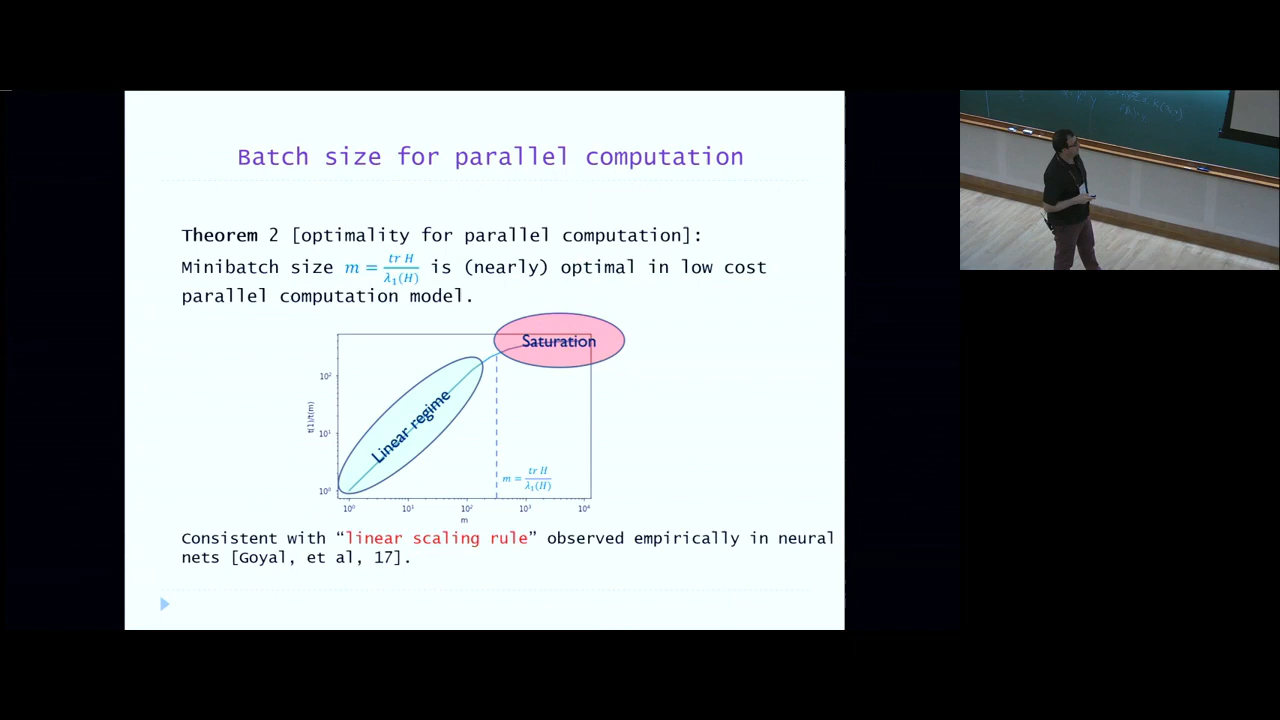 Batch size for parallel computation
Theorem 2 [optimality for parallel computation]:
Minibatch size m = tr H / λ₁(H) is (nearly) optimal in low cost
parallel computation model.
Saturation
Linear regime
t(1)/t(m)
10²
10¹
10⁰
m = tr H / λ₁(H)
10⁰ 10¹ 10² 10³ 10⁴
m
Consistent with “linear scaling rule” observed empirically in neural
nets [Goyal, et al, 17].